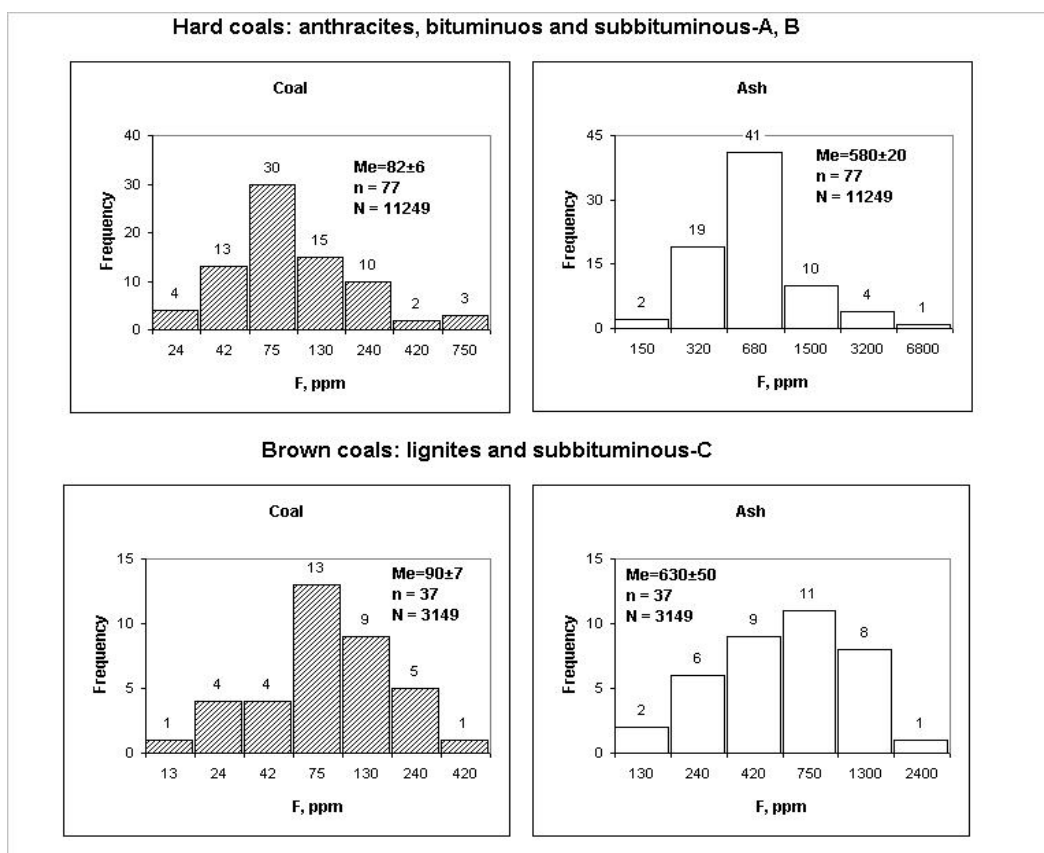 Hard coals: anthracites, bituminuos and subbituminous-A, B
Coal
Me=82±6
n = 77
N = 11249
Frequency
40
30
20
10
0
4
13
30
15
10
2
3
24 42 75 130 240 420 750
F, ppm
Ash
Me=580±20
n = 77
N = 11249
Frequency
45
30
15
0
2
19
41
10
4
1
150 320 680 1500 3200 6800
F, ppm
Brown coals: lignites and subbituminous-C
Coal
Me=90±7
n = 37
N = 3149
Frequency
15
10
5
0
1
4
4
13
9
5
1
13 24 42 75 130 240 420
F, ppm
Ash
Me=630±50
n = 37
N = 3149
Frequency
15
10
5
0
2
6
9
11
8
1
130 240 420 750 1300 2400
F, ppm